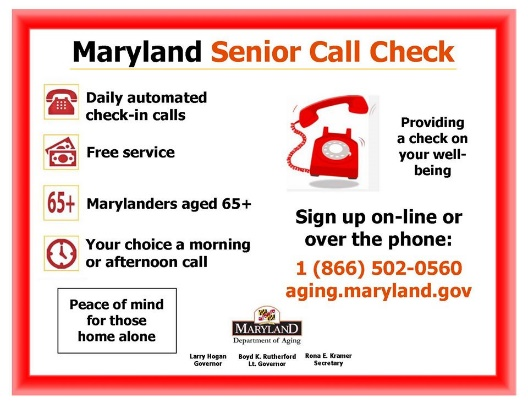 Maryland Senior Call Check
Daily automated
check-in calls
Free service
65+
Marylanders aged 65+
Your choice a morning
or afternoon call
Peace of mind
for those
home alone
Providing
a check on
your well-
being
Sign up on-line or
over the phone:
1 (866) 502-0560
aging.maryland.gov
MARYLAND
Department of Aging
Larry Hogan
Governor
Boyd K. Rutherford
Lt. Governor
Rona E. Kramer
Secretary